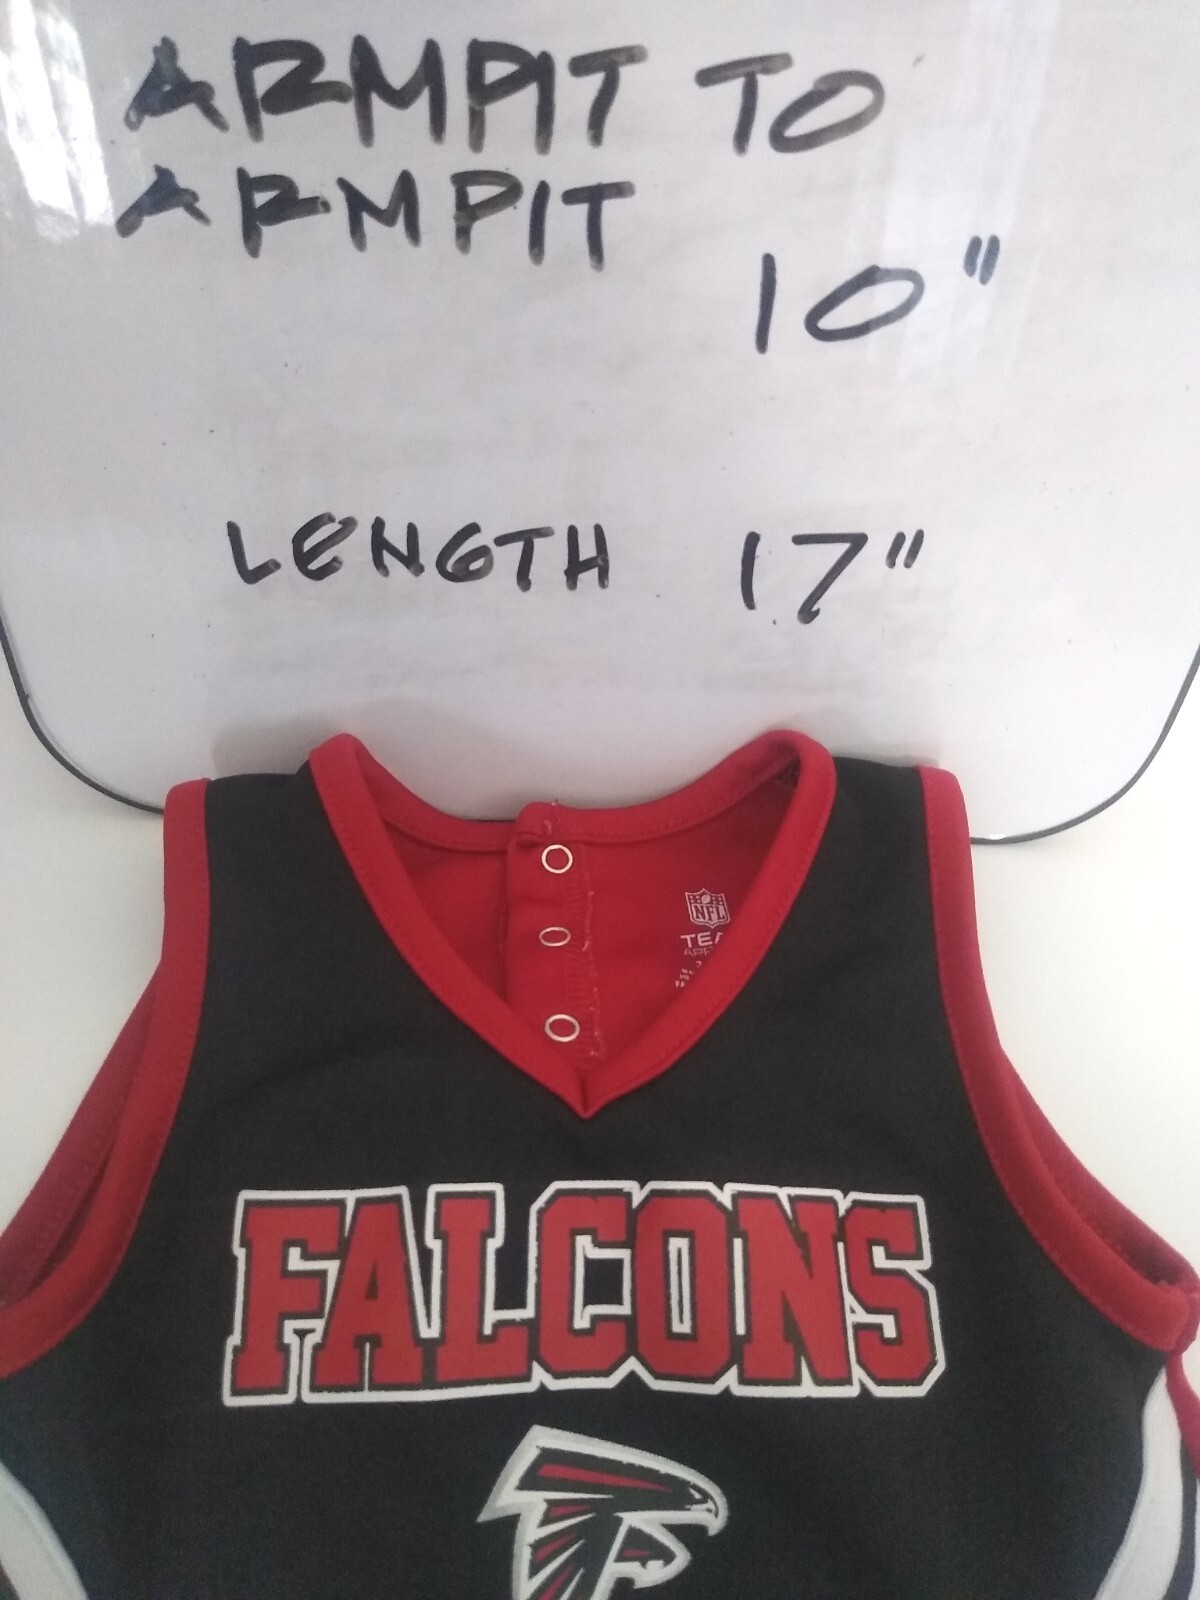 ARMPIT TO
ARMPIT
10"
LENGTH 17"
NFL
FALCONS